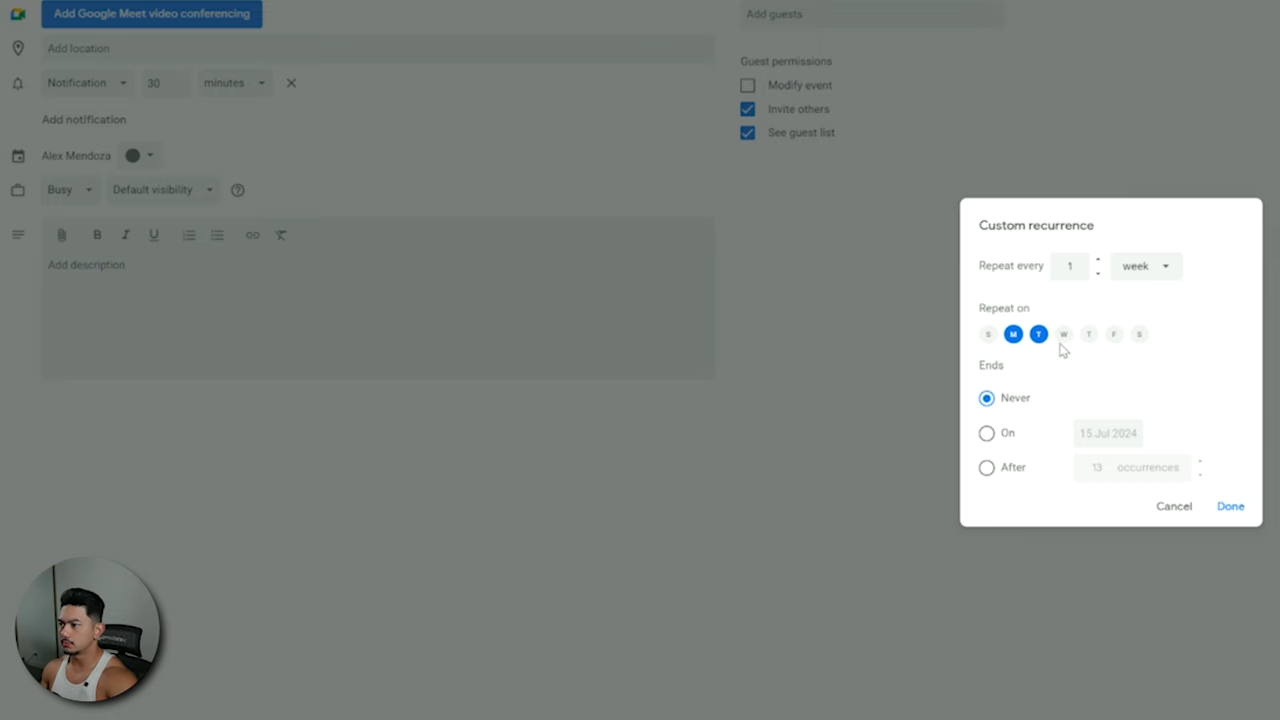 Add Google Meet video conferencing
Add guests
Add location
Guest permissions
Notification 30 minutes
Modify event
Invite others
Add notification
See guest list
Alex Mendoza
Busy Default visibility
B I U
Add description
Custom recurrence
Repeat every 1 week
Repeat on
S M T W T F S
Ends
Never
On 15 Jul 2024
After 13 occurrences
Cancel Done